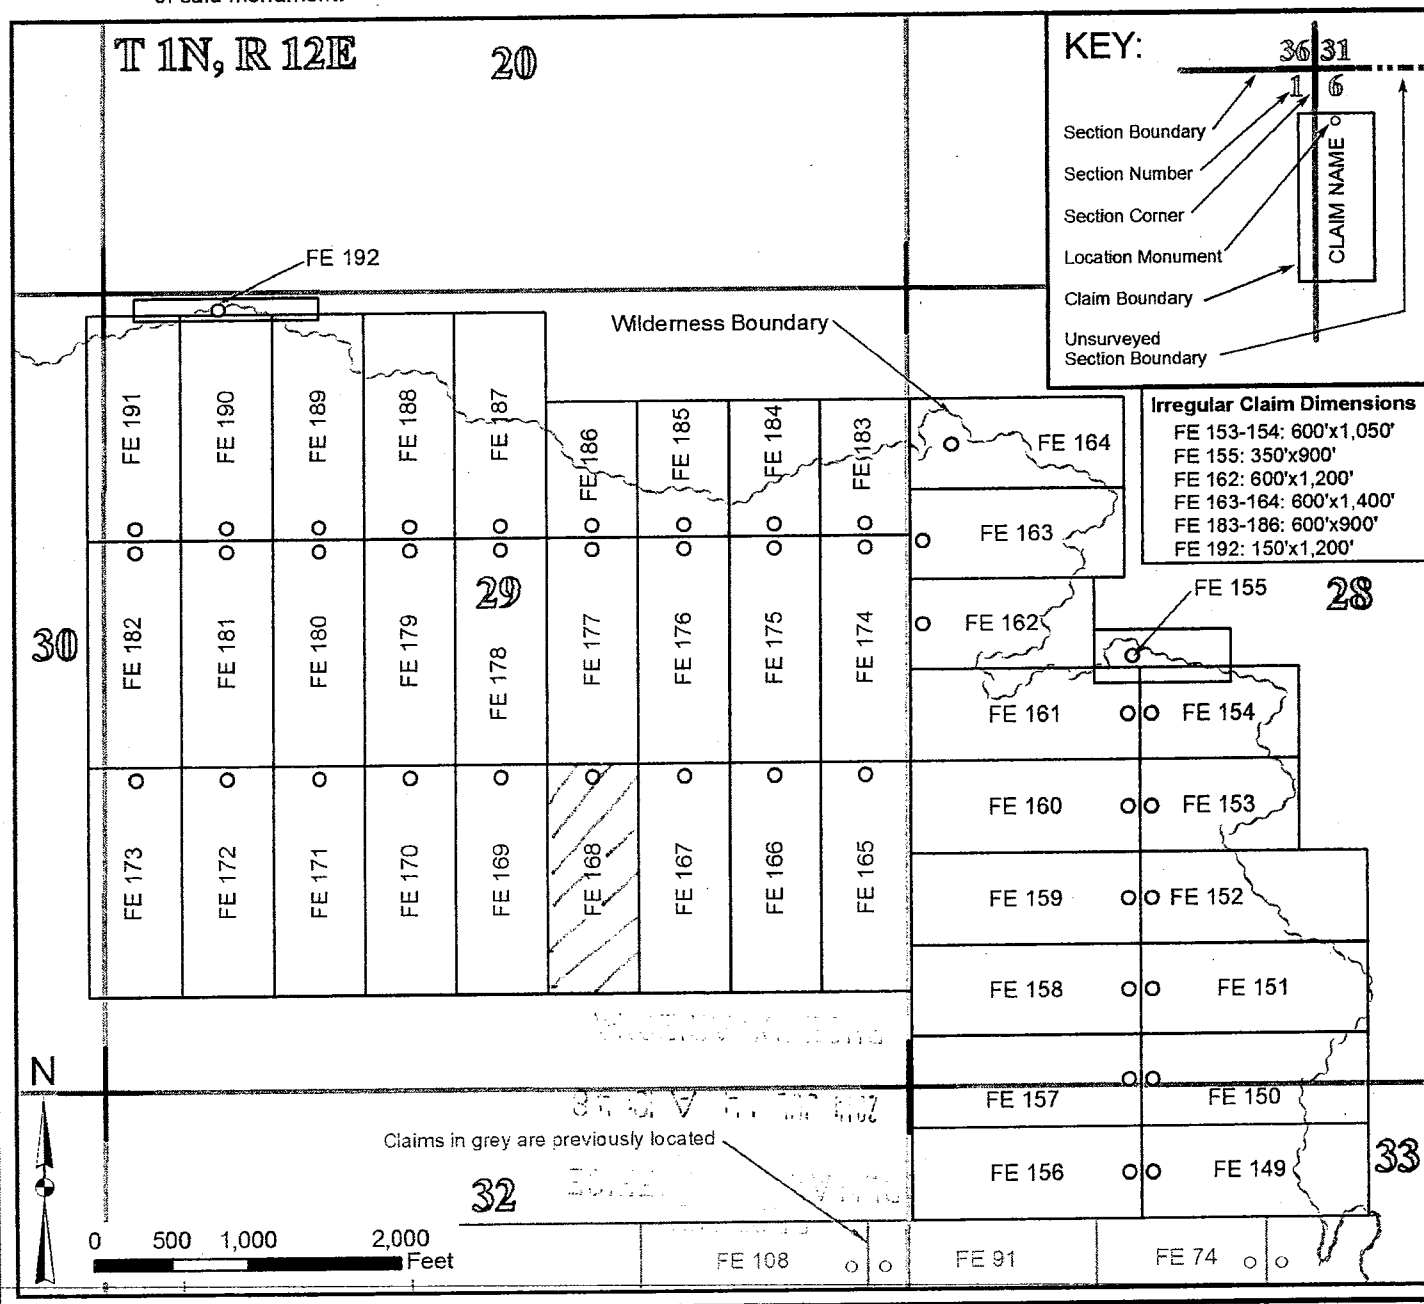 of said monument.
T 1N, R 12E
20
KEY:
36 31
1 6
Section Boundary
Section Number
Section Corner
Location Monument
Claim Boundary
Unsurveyed
Section Boundary
CLAIM NAME
FE 192
Wilderness Boundary
Irregular Claim Dimensions
FE 153-154: 600'x1,050'
FE 155: 350'x900'
FE 162: 600'x1,200'
FE 163-164: 600'x1,400'
FE 183-186: 600'x900'
FE 192: 150'x1,200'
FE 191
FE 190
FE 189
FE 188
FE 187
FE 186
FE 185
FE 184
FE 183
FE 164
FE 163
29
28
30
FE 155
FE 182
FE 181
FE 180
FE 179
FE 178
FE 177
FE 176
FE 175
FE 174
FE 162
FE 161
FE 154
FE 160
FE 153
FE 173
FE 172
FE 171
FE 170
FE 169
FE 168
FE 167
FE 166
FE 165
FE 159
FE 152
FE 158
FE 151
N
FE 157
FE 150
Claims in grey are previously located
32
FE 156
FE 149
33
0 500 1,000 2,000
Feet
FE 108
FE 91
FE 74